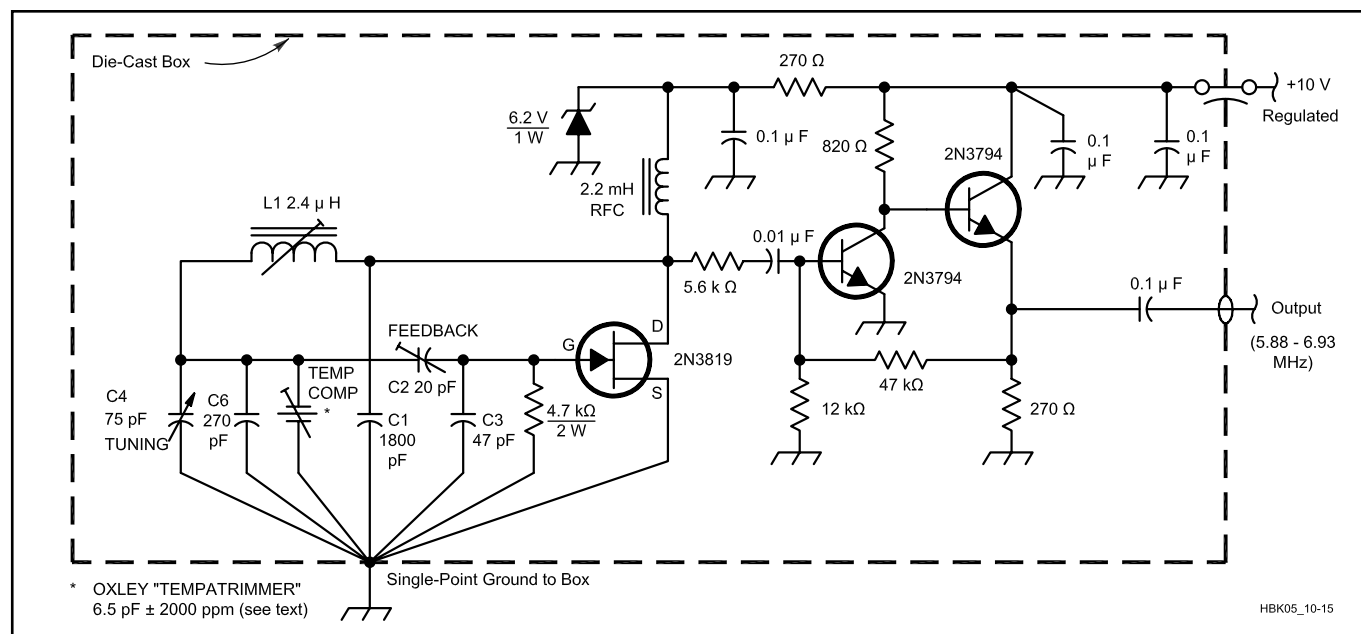 Die-Cast Box
270 Ω
+10 V
Regulated
6.2 V
1 W
0.1 µ F
820 Ω
2N3794
0.1
µ F
0.1
µ F
2.2 mH
RFC
L1 2.4 µ H
0.01 µ F
5.6 k Ω
2N3794
0.1 µ F
Output
(5.88 - 6.93
MHz)
FEEDBACK
D
G
2N3819
S
C2 20 pF
TEMP
COMP
*
C4
75 pF
TUNING
C6
270
pF
C1
1800
pF
C3
47 pF
4.7 kΩ
2 W
47 kΩ
12 kΩ
270 Ω
Single-Point Ground to Box
* OXLEY "TEMPATRIMMER"
6.5 pF ± 2000 ppm (see text)
HBK05_10-15